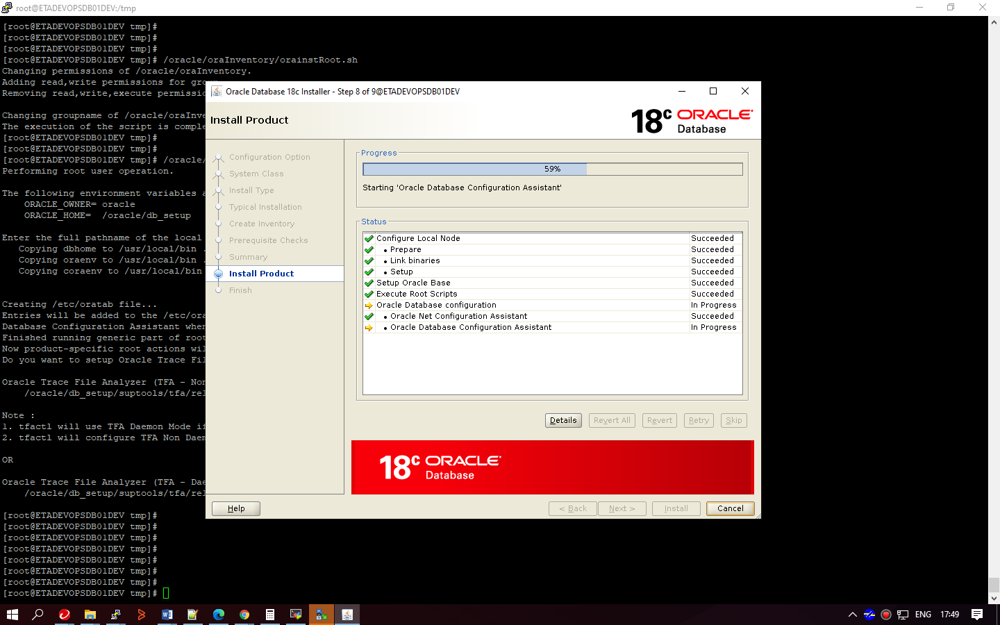 root@ETADEVOPSDB01DEV:/tmp
[root@ETADEVOPSDB01DEV tmp]#
[root@ETADEVOPSDB01DEV tmp]#
[root@ETADEVOPSDB01DEV tmp]#
[root@ETADEVOPSDB01DEV tmp]# /oracle/oraInventory/orainstRoot.sh
Changing permissions of /oracle/oraInventory.
Adding read,write permissions for gro
Removing read,write,execute permissio
Changing groupname of /oracle/oraInve
The execution of the script is comple
[root@ETADEVOPSDB01DEV tmp]#
[root@ETADEVOPSDB01DEV tmp]#
[root@ETADEVOPSDB01DEV tmp]# /oracle/
Performing root user operation.
The following environment variables a
ORACLE_OWNER= oracle
ORACLE_HOME=  /oracle/db_setup
Enter the full pathname of the local
Copying dbhome to /usr/local/bin .
Copying oraenv to /usr/local/bin .
Copying coraenv to /usr/local/bin
Creating /etc/oratab file...
Entries will be added to the /etc/ora
Database Configuration Assistant when
Finished running generic part of root
Now product-specific root actions wil
Do you want to setup Oracle Trace Fil
Oracle Trace File Analyzer (TFA - Non
/oracle/db_setup/suptools/tfa/rel
Note :
1. tfactl will use TFA Daemon Mode if
2. tfactl will configure TFA Non Daem
OR
Oracle Trace File Analyzer (TFA - Dae
/oracle/db_setup/suptools/tfa/rel
[root@ETADEVOPSDB01DEV tmp]#
[root@ETADEVOPSDB01DEV tmp]#
[root@ETADEVOPSDB01DEV tmp]#
[root@ETADEVOPSDB01DEV tmp]#
[root@ETADEVOPSDB01DEV tmp]#
[root@ETADEVOPSDB01DEV tmp]#
[root@ETADEVOPSDB01DEV tmp]#
[root@ETADEVOPSDB01DEV tmp]#
Oracle Database 18c Installer - Step 8 of 9@ETADEVOPSDB01DEV
Install Product
18c ORACLE
Database
Configuration Option
System Class
Install Type
Typical Installation
Create Inventory
Prerequisite Checks
Summary
Install Product
Finish
Progress
59%
Starting 'Oracle Database Configuration Assistant'
Status
Configure Local Node Succeeded
• Prepare Succeeded
• Link binaries Succeeded
• Setup Succeeded
Setup Oracle Base Succeeded
Execute Root Scripts Succeeded
Oracle Database configuration In Progress
• Oracle Net Configuration Assistant Succeeded
• Oracle Database Configuration Assistant In Progress
Details Revert All Revert Retry Skip
18c ORACLE
Database
Help < Back Next > Install Cancel
ENG 17:49